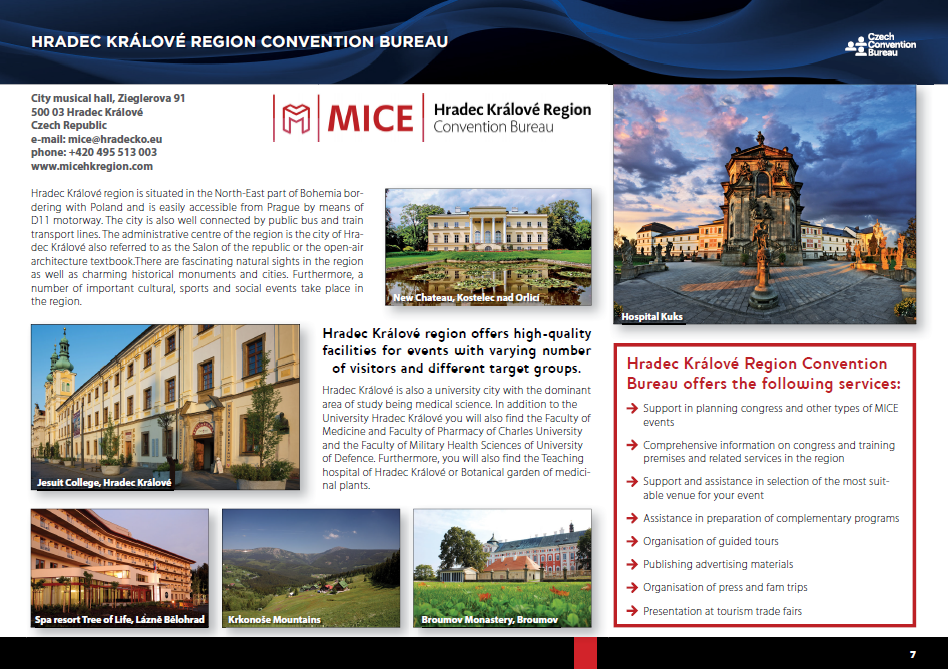 HRADEC KRÁLOVÉ REGION CONVENTION BUREAU
Czech
Convention
Bureau
City musical hall, Zieglerova 91
500 03 Hradec Králové
Czech Republic
e-mail: mice@hradecko.eu
phone: +420 495 513 003
www.micehkregion.com
MICE
Hradec Králové Region
Convention Bureau
Hradec Králové region is situated in the North-East part of Bohemia bor-
dering with Poland and is easily accessible from Prague by means of
D11 motorway. The city is also well connected by public bus and train
transport lines. The administrative centre of the region is the city of Hra-
dec Králové also referred to as the Salon of the republic or the open-air
architecture textbook.There are fascinating natural sights in the region
as well as charming historical monuments and cities. Furthermore, a
number of important cultural, sports and social events take place in
the region.
New Chateau, Kostelec nad Orlicí
Hospital Kuks
Jesuit College, Hradec Králové
Hradec Králové region offers high-quality
facilities for events with varying number
of visitors and different target groups.
Hradec Králové is also a university city with the dominant
area of study being medical science. In addition to the
University Hradec Králové you will also find the Faculty of
Medicine and Faculty of Pharmacy of Charles University
and the Faculty of Military Health Sciences of University
of Defence. Furthermore, you will also find the Teaching
hospital of Hradec Králové or Botanical garden of medici-
nal plants.
Hradec Králové Region Convention
Bureau offers the following services:
Support in planning congress and other types of MICE
events
Comprehensive information on congress and training
premises and related services in the region
Support and assistance in selection of the most suit-
able venue for your event
Assistance in preparation of complementary programs
Organisation of guided tours
Publishing advertising materials
Organisation of press and fam trips
Presentation at tourism trade fairs
Spa resort Tree of Life, Lázně Bělohrad
Krkonoše Mountains
Broumov Monastery, Broumov
7